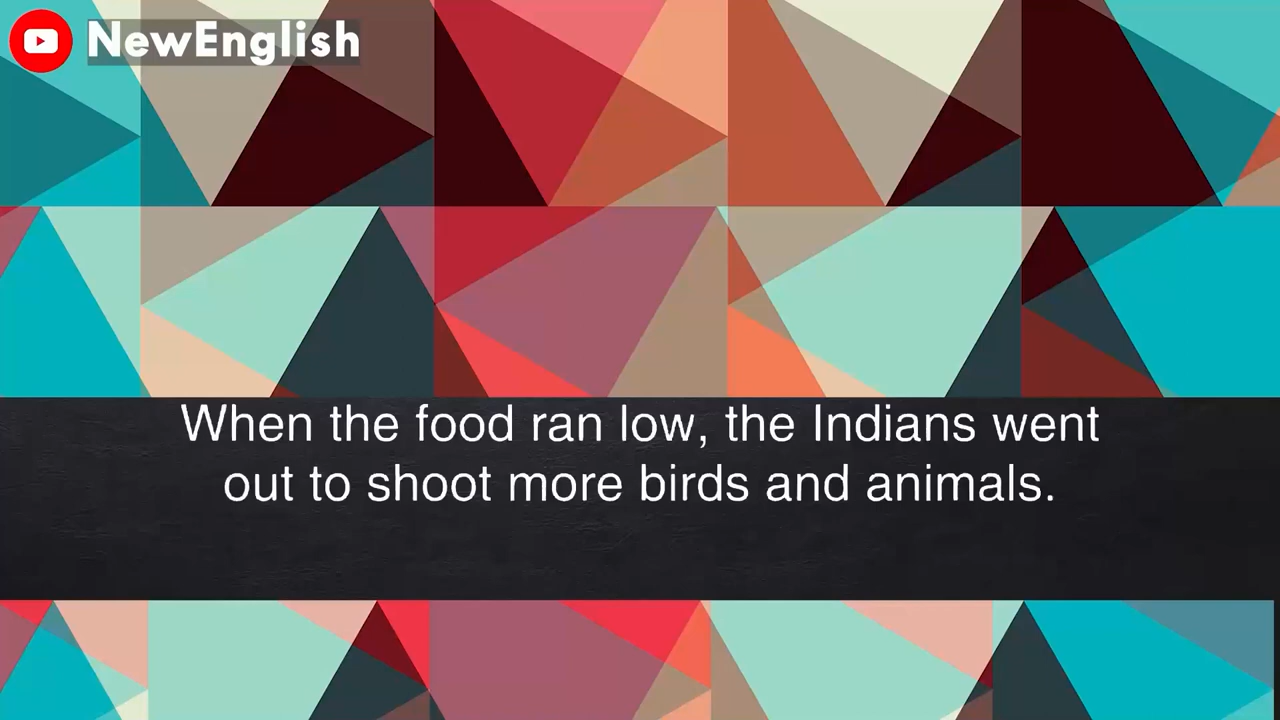 NewEnglish
When the food ran low, the Indians went
out to shoot more birds and animals.